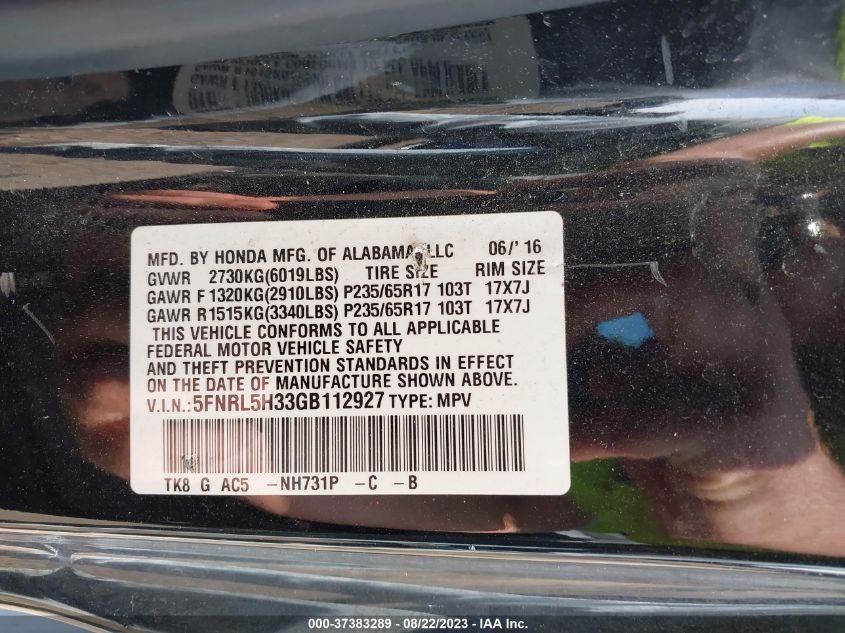 MFD. BY HONDA MFG. OF ALABAMA, LLC 06/' 16
GVWR 2730KG(6019LBS) TIRE SIZE RIM SIZE
GAWR F 1320KG(2910LBS) P235/65R17 103T 17X7J
GAWR R1515KG(3340LBS) P235/65R17 103T 17X7J
THIS VEHICLE CONFORMS TO ALL APPLICABLE
FEDERAL MOTOR VEHICLE SAFETY
AND THEFT PREVENTION STANDARDS IN EFFECT
ON THE DATE OF MANUFACTURE SHOWN ABOVE.
V.I.N.:5FNRL5H33GB112927 TYPE: MPV
TK8 G AC5 -NH731P -C -B
000-37383289 - 08/22/2023 - IAA Inc.